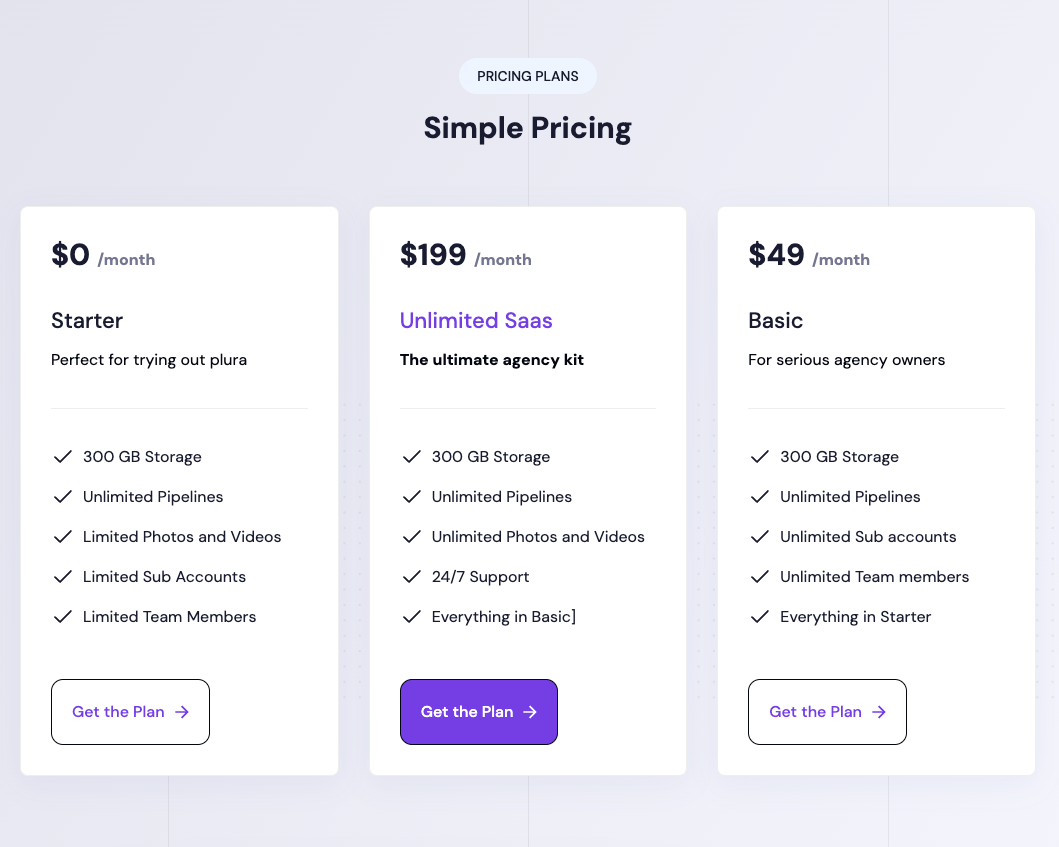 PRICING PLANS
Simple Pricing
$0 /month
Starter
Perfect for trying out plura
300 GB Storage
Unlimited Pipelines
Limited Photos and Videos
Limited Sub Accounts
Limited Team Members
Get the Plan →
$199 /month
Unlimited Saas
The ultimate agency kit
300 GB Storage
Unlimited Pipelines
Unlimited Photos and Videos
24/7 Support
Everything in Basic]
Get the Plan →
$49 /month
Basic
For serious agency owners
300 GB Storage
Unlimited Pipelines
Unlimited Sub accounts
Unlimited Team members
Everything in Starter
Get the Plan →